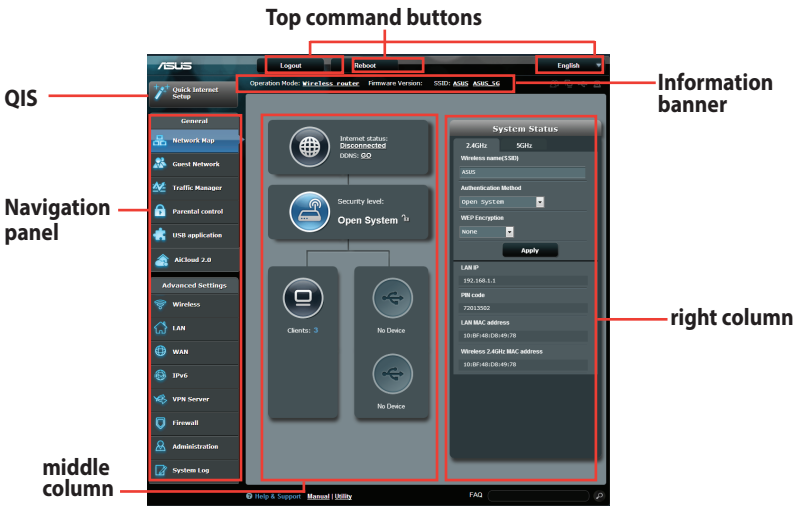 Top command buttons
ASUS
Logout
Reboot
English
Operation Mode: Wireless router Firmware Version: SSID: ASUS ASUS_5G
Information
banner
QIS
Quick Internet
Setup
General
Network Map
Guest Network
Traffic Manager
Parental control
USB application
AiCloud 2.0
Navigation
panel
Advanced Settings
Wireless
LAN
WAN
IPv6
VPN Server
Firewall
Administration
System Log
Internet status:
Disconnected
DDNS: GO
Security level:
Open System
Clients: 3
No Device
No Device
middle
column
System Status
2.4GHz
5GHz
Wireless name(SSID)
ASUS
Authentication Method
Open System
WEP Encryption
None
Apply
LAN IP
192.168.1.1
PIN code
72013502
LAN MAC address
10:BF:48:D8:49:78
Wireless 2.4GHz MAC address
10:BF:48:D8:49:78
right column
Help & Support Manual | Utility
FAQ